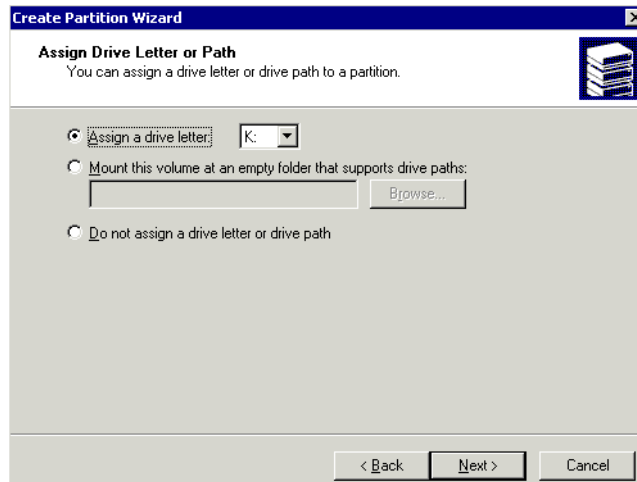 Create Partition Wizard
Assign Drive Letter or Path
You can assign a drive letter or drive path to a partition.
Assign a drive letter: K:
Mount this volume at an empty folder that supports drive paths:
Browse...
Do not assign a drive letter or drive path
< Back Next > Cancel